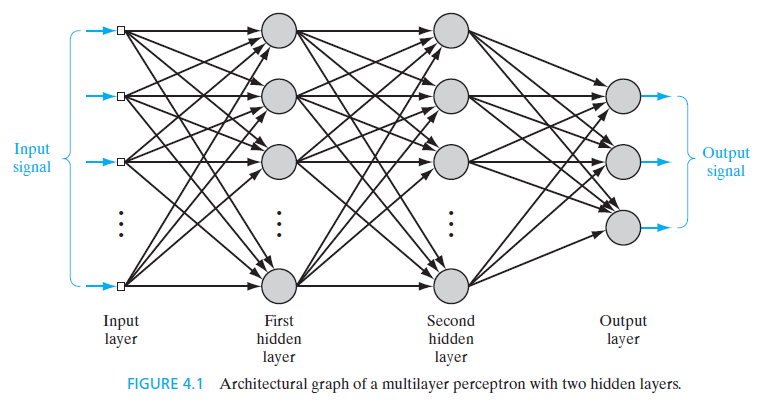 Input
signal
Output
signal
Input
layer
First
hidden
layer
Second
hidden
layer
Output
layer
FIGURE 4.1 Architectural graph of a multilayer perceptron with two hidden layers.